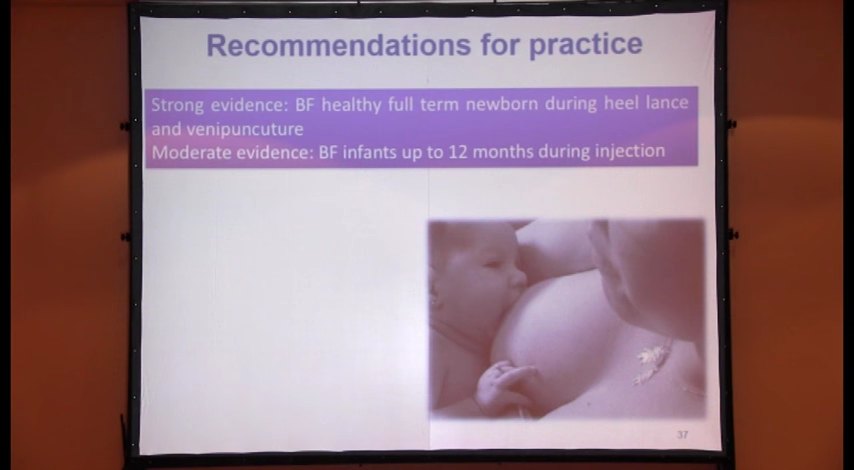 Recommendations for practice
Strong evidence: BF healthy full term newborn during heel lance
and venipuncuture
Moderate evidence: BF infants up to 12 months during injection
37